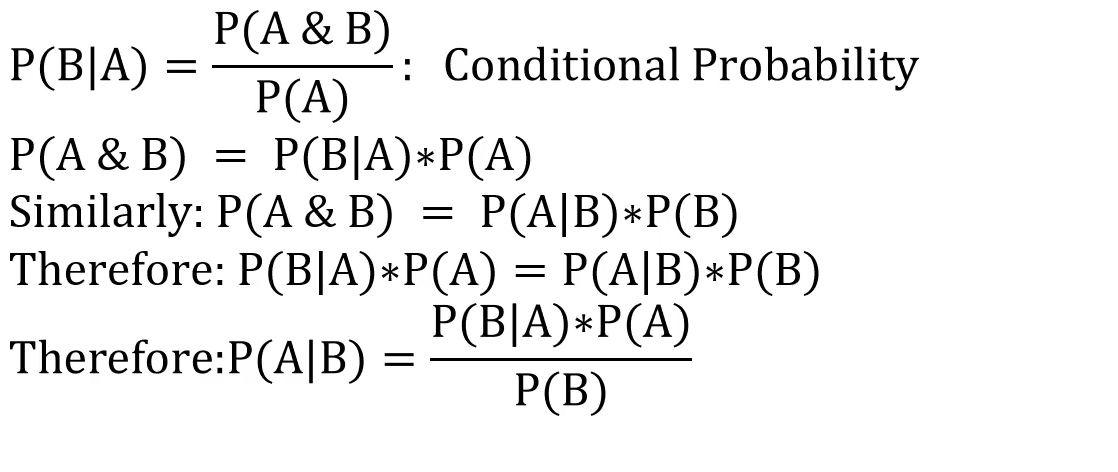 P(B|A) = P(A & B) / P(A) : Conditional Probability
P(A & B) = P(B|A)*P(A)
Similarly: P(A & B) = P(A|B)*P(B)
Therefore: P(B|A)*P(A) = P(A|B)*P(B)
Therefore:P(A|B) = P(B|A)*P(A) / P(B)